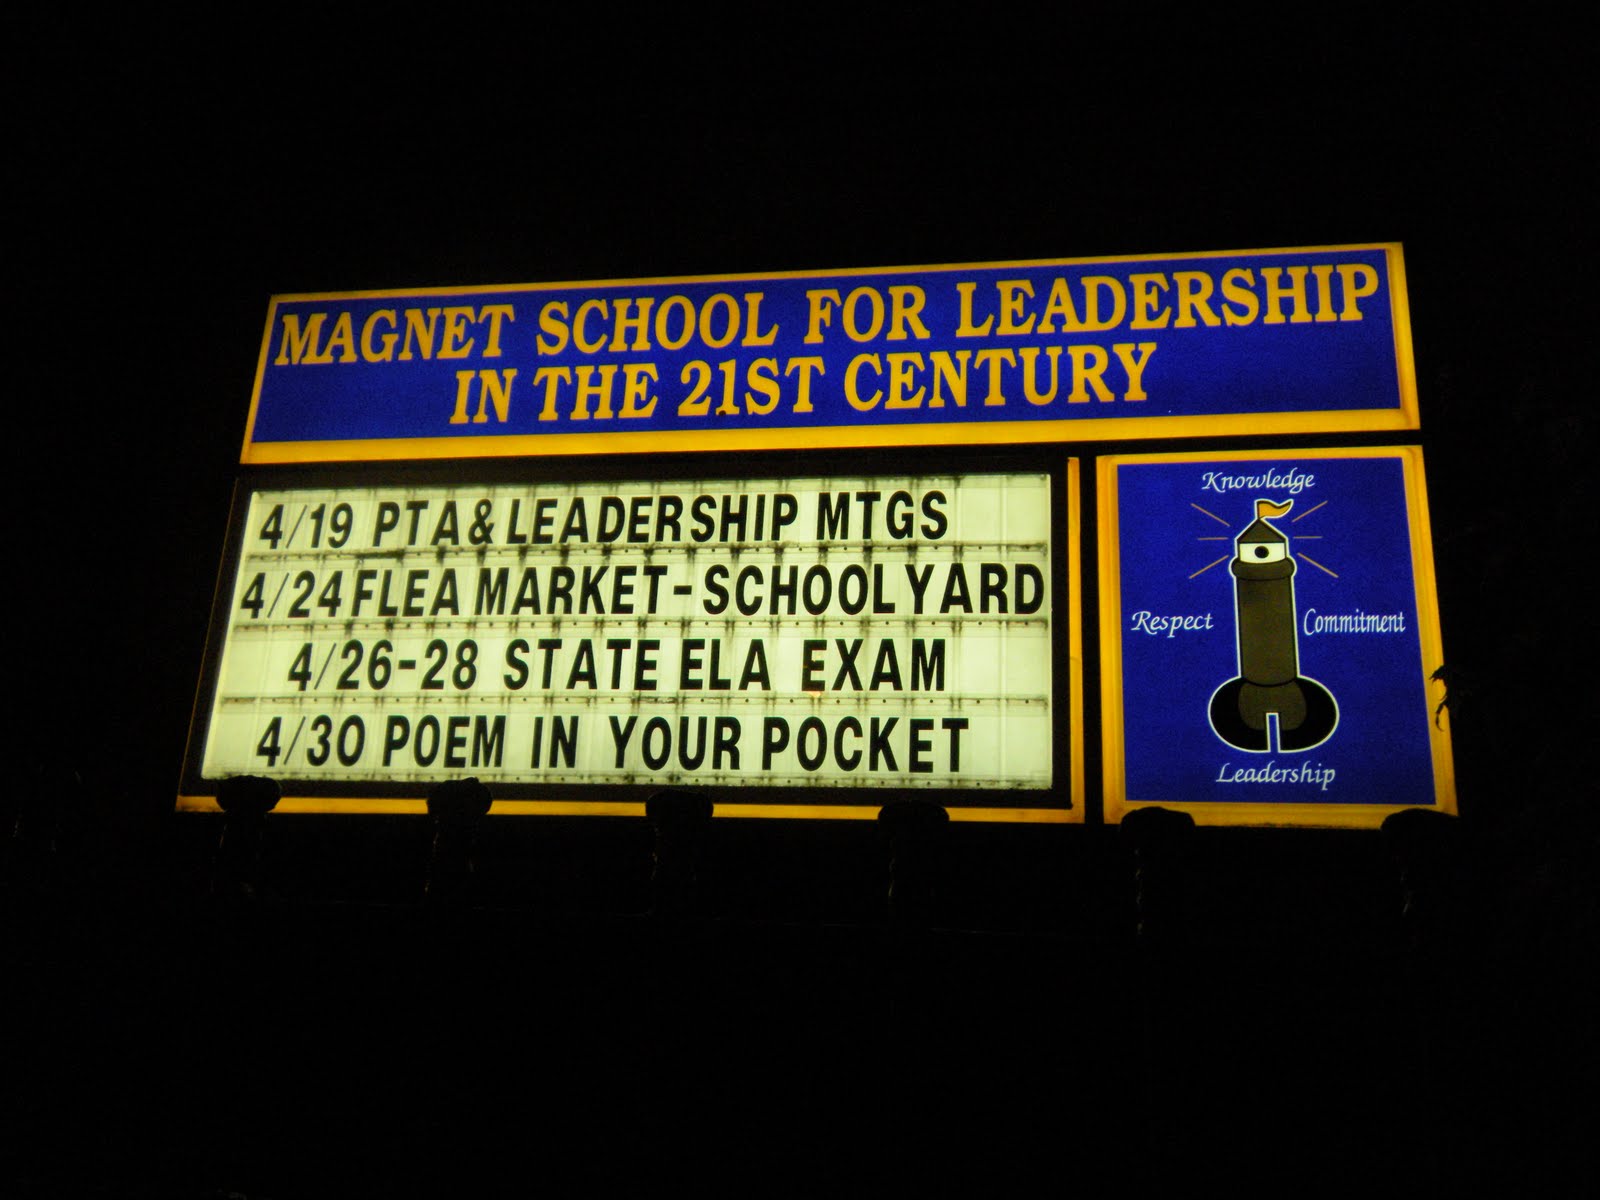 MAGNET SCHOOL FOR LEADERSHIP
IN THE 21ST CENTURY
4/19 PTA & LEADERSHIP MTGS
4/24 FLEA MARKET-SCHOOLYARD
4/26-28 STATE ELA EXAM
4/30 POEM IN YOUR POCKET
Knowledge
Respect
Commitment
Leadership